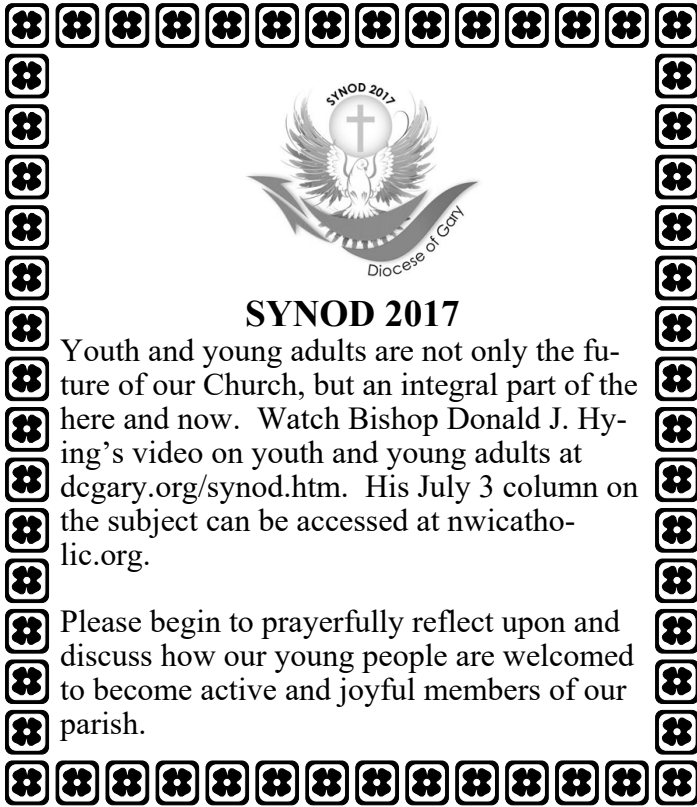 SYNOD 2017
Diocese of Gary
SYNOD 2017
Youth and young adults are not only the fu-
ture of our Church, but an integral part of the
here and now.  Watch Bishop Donald J. Hy-
ing’s video on youth and young adults at
dcgary.org/synod.htm.  His July 3 column on
the subject can be accessed at nwicatho-
lic.org.
Please begin to prayerfully reflect upon and
discuss how our young people are welcomed
to become active and joyful members of our
parish.